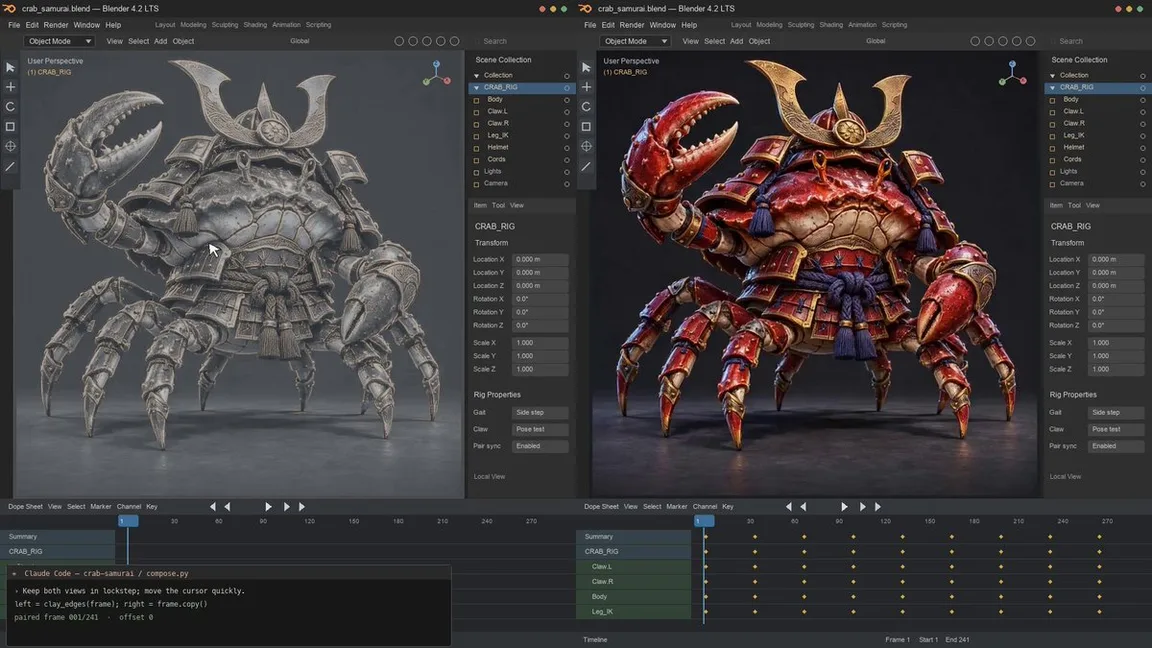 crab_samurai.blend — Blender 4.2 LTS
File Edit Render Window Help
Layout Modeling Sculpting Shading Animation Scripting
Object Mode
View Select Add Object
Global
Search
User Perspective
(1) CRAB_RIG
Scene Collection
Collection
CRAB_RIG
Body
Claw.L
Claw.R
Leg_IK
Helmet
Cords
Lights
Camera
Item Tool View
CRAB_RIG
Transform
Location X 0.000 m
Location Y 0.000 m
Location Z 0.000 m
Rotation X 0.0°
Rotation Y 0.0°
Rotation Z 0.0°
Scale X 1.000
Scale Y 1.000
Scale Z 1.000
Rig Properties
Gait Side step
Claw Pose test
Pair sync Enabled
Local View
Dope Sheet View Select Marker Channel Key
1 30 60 90 120 150 180 210 240 270
Summary
CRAB_RIG
Claude Code — crab-samurai / compose.py
› Keep both views in lockstep; move the cursor quickly.
left = clay_edges(frame); right = frame.copy()
paired frame 001/241 · offset 0
crab_samurai.blend — Blender 4.2 LTS
File Edit Render Window Help
Layout Modeling Sculpting Shading Animation Scripting
Object Mode
View Select Add Object
Global
Search
User Perspective
(1) CRAB_RIG
Scene Collection
Collection
CRAB_RIG
Body
Claw.L
Claw.R
Leg_IK
Helmet
Cords
Lights
Camera
Item Tool View
CRAB_RIG
Transform
Location X 0.000 m
Location Y 0.000 m
Location Z 0.000 m
Rotation X 0.0°
Rotation Y 0.0°
Rotation Z 0.0°
Scale X 1.000
Scale Y 1.000
Scale Z 1.000
Rig Properties
Gait Side step
Claw Pose test
Pair sync Enabled
Local View
Dope Sheet View Select Marker Channel Key
1 30 60 90 120 150 180 210 240 270
Summary
CRAB_RIG
Claw.L
Claw.R
Body
Leg_IK
Timeline
Frame 1 Start 1 End 241